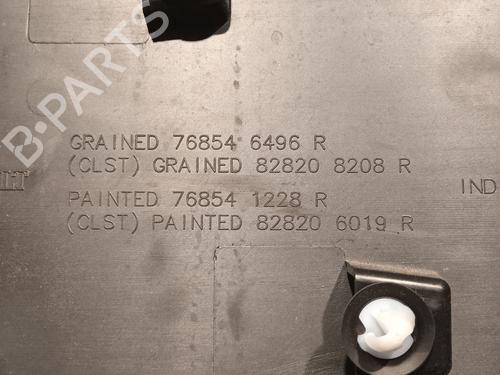 B-PARTS
GRAINED 76854 6496 R
(CLST) GRAINED 82820 8208 R
PAINTED 76854 1228 R
(CLST) PAINTED 82820 6019 R
IND